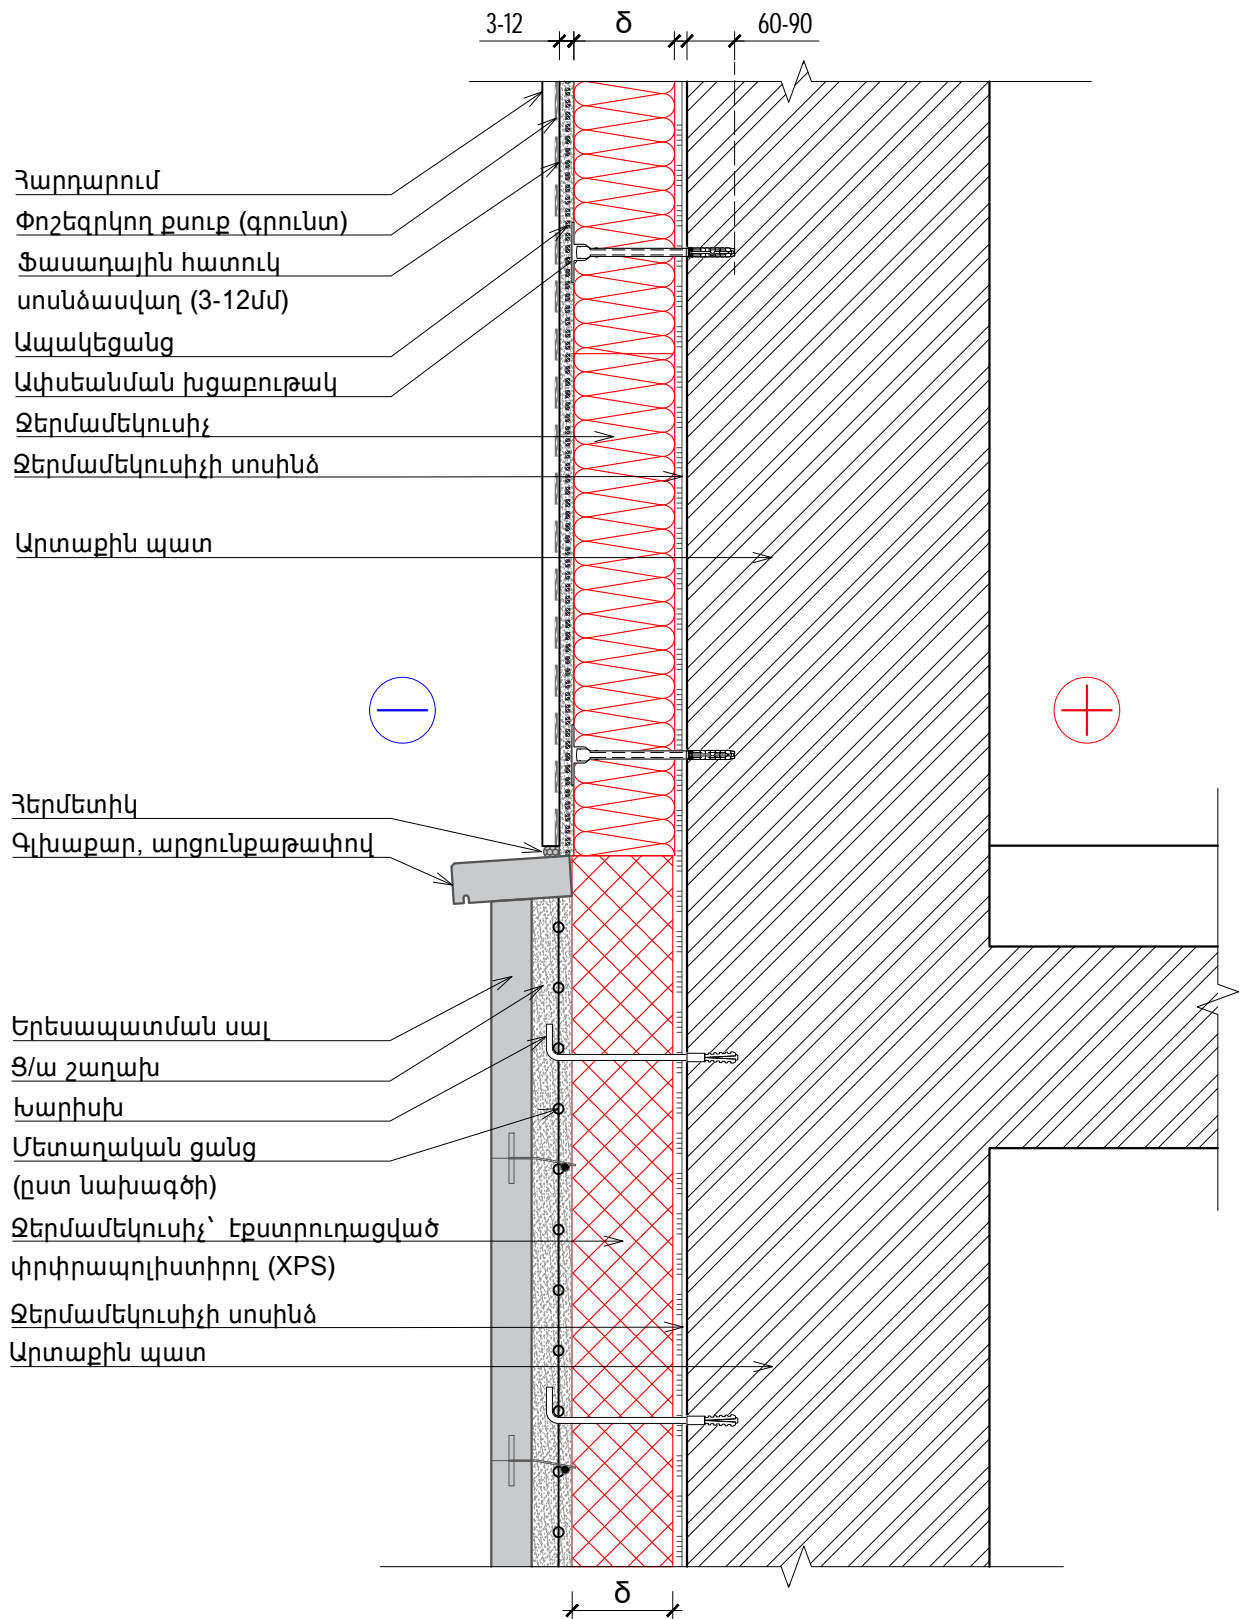 3-12 δ 60-90
Հարդարում
Փոշեզրկող քսուք (գրունտ)
Ֆասադային հատուկ
սոսնձասվաղ (3-12մմ)
Ապակեցանց
Ափսեանման խցաբութակ
Ջերմամեկուսիչ
Ջերմամեկուսիչի սոսինձ
Արտաքին պատ
Հերմետիկ
Գլխաքար, արցունքաթափով
Երեսապատման սալ
Ց/ա շաղախ
Խարիսխ
Մետաղական ցանց
(ըստ նախագծի)
Ջերմամեկուսիչ՝ էքստրուդացված
փրփրապոլիստիրոլ (XPS)
Ջերմամեկուսիչի սոսինձ
Արտաքին պատ
δ